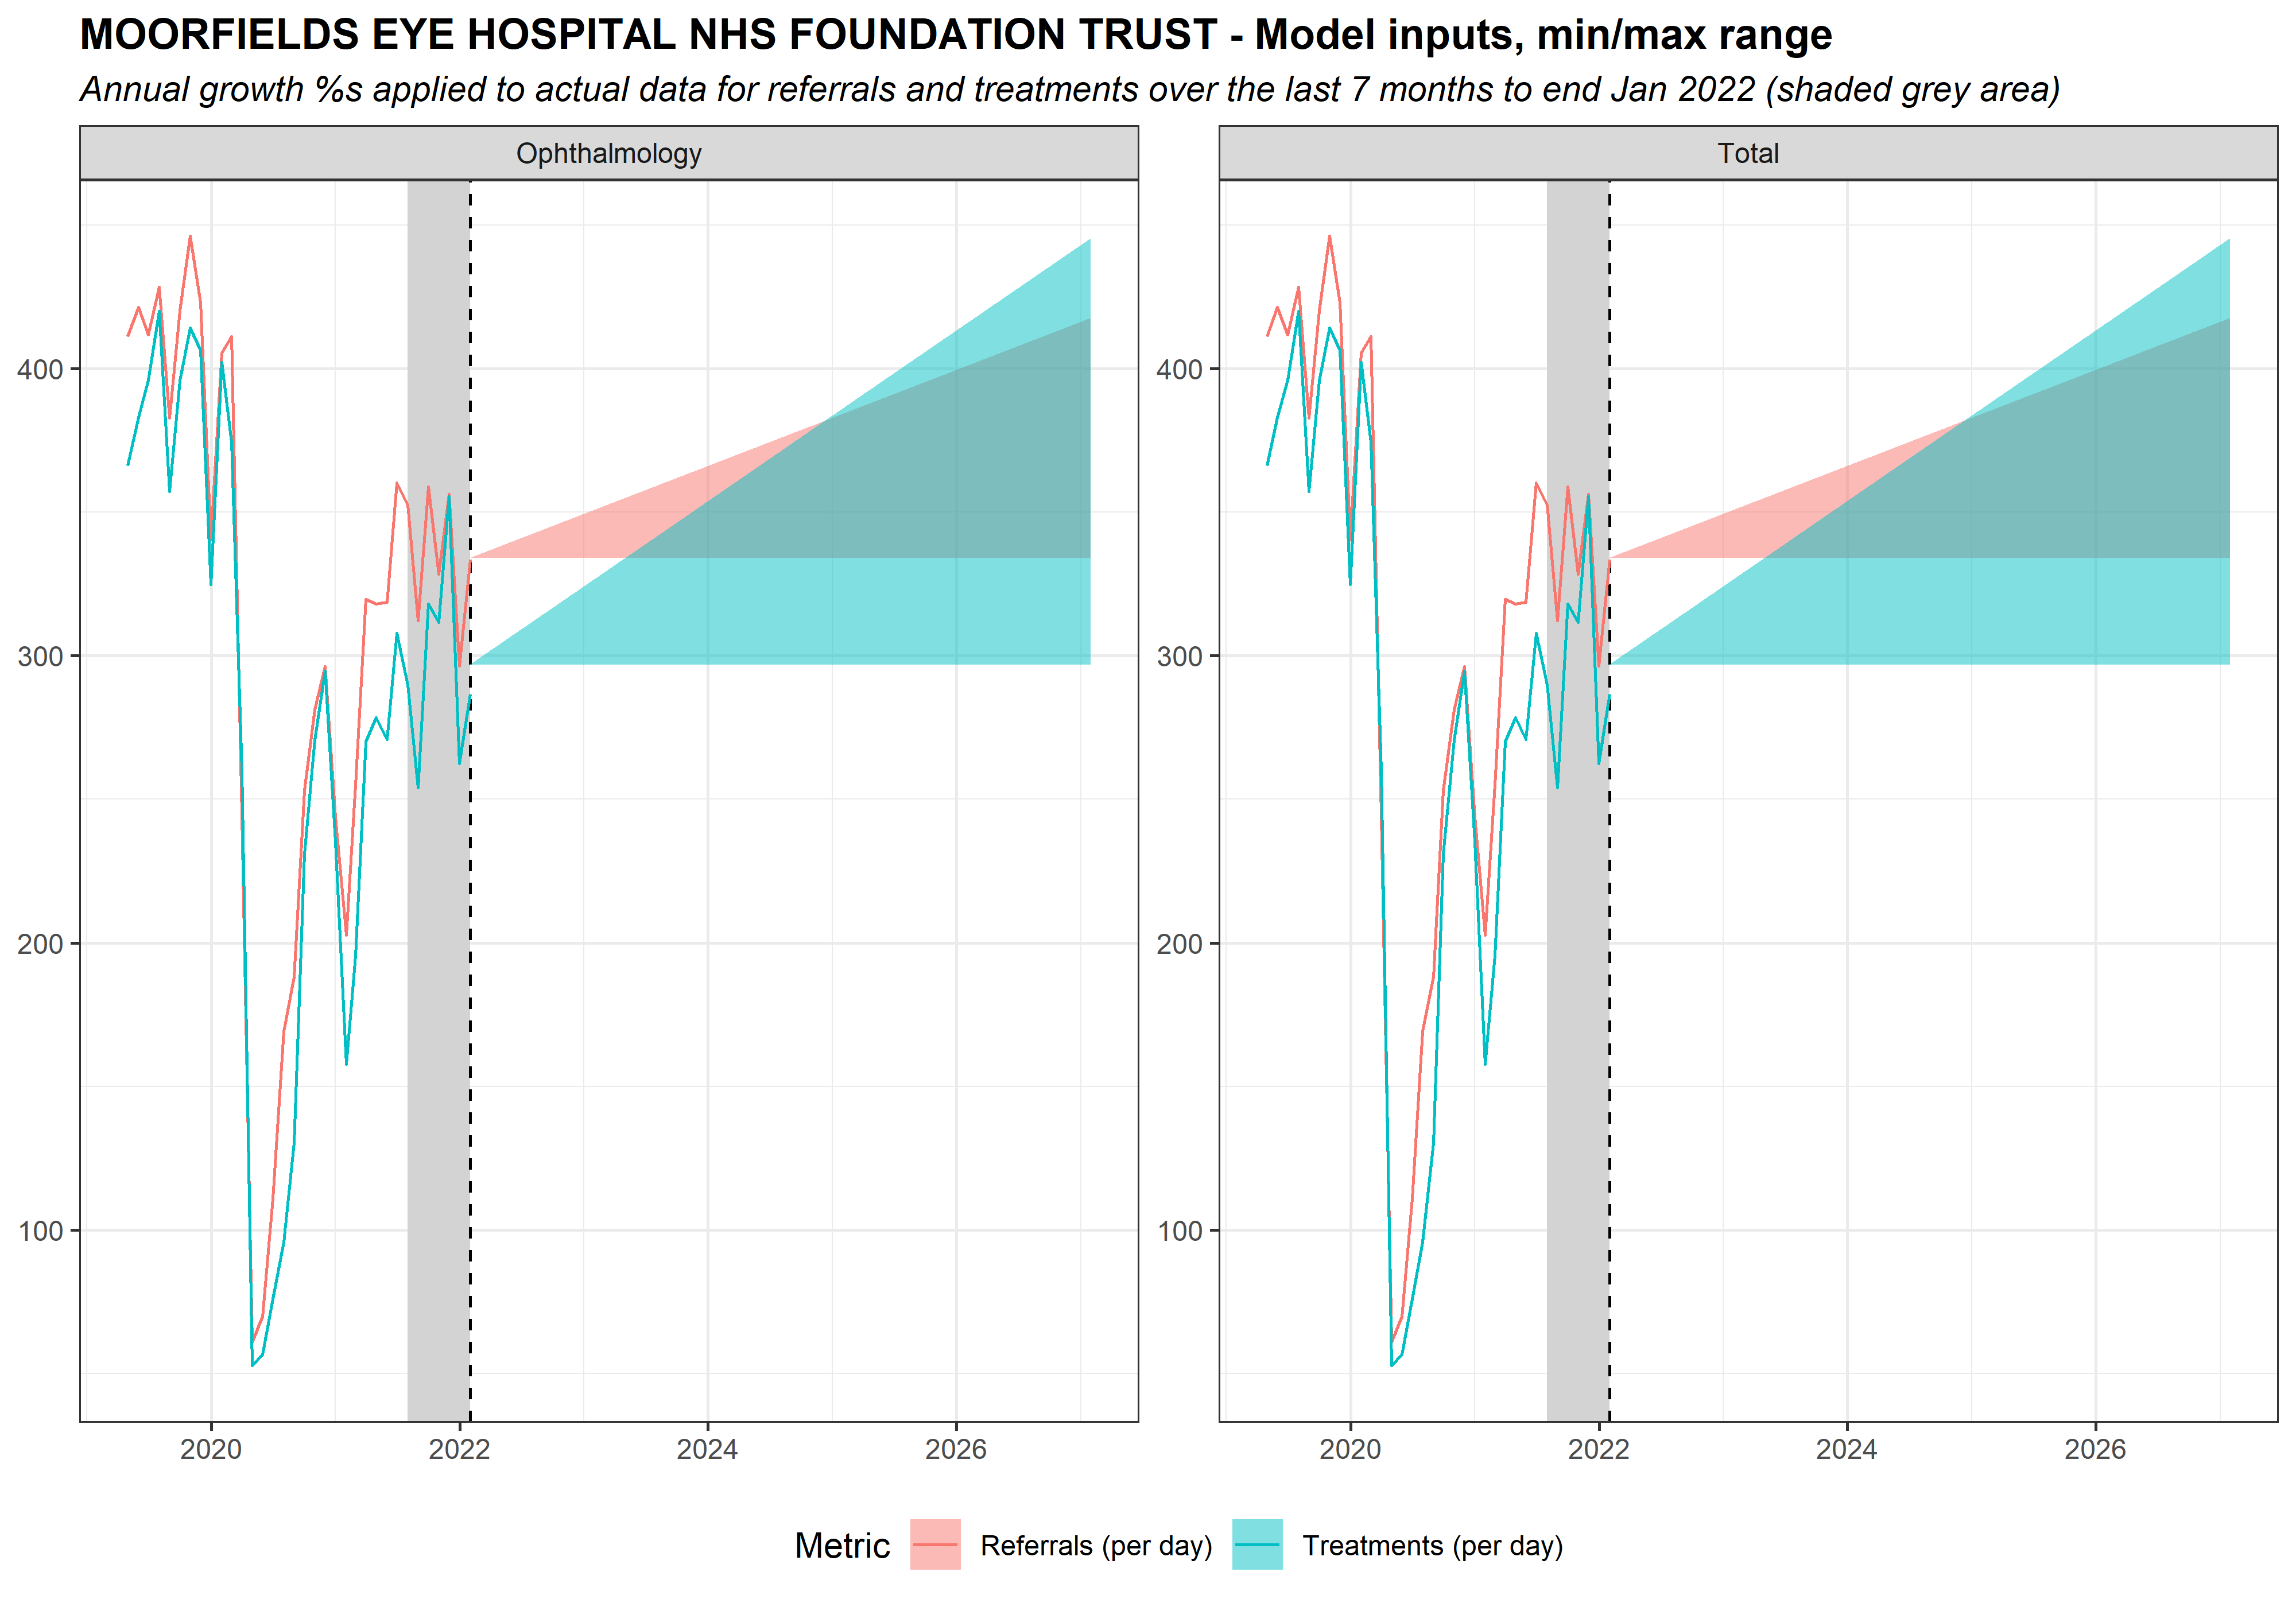 MOORFIELDS EYE HOSPITAL NHS FOUNDATION TRUST - Model inputs, min/max range
Annual growth %s applied to actual data for referrals and treatments over the last 7 months to end Jan 2022 (shaded grey area)
Ophthalmology
Total
400
300
200
100
400
300
200
100
2020
2022
2024
2026
2020
2022
2024
2026
Metric
Referrals (per day)
Treatments (per day)